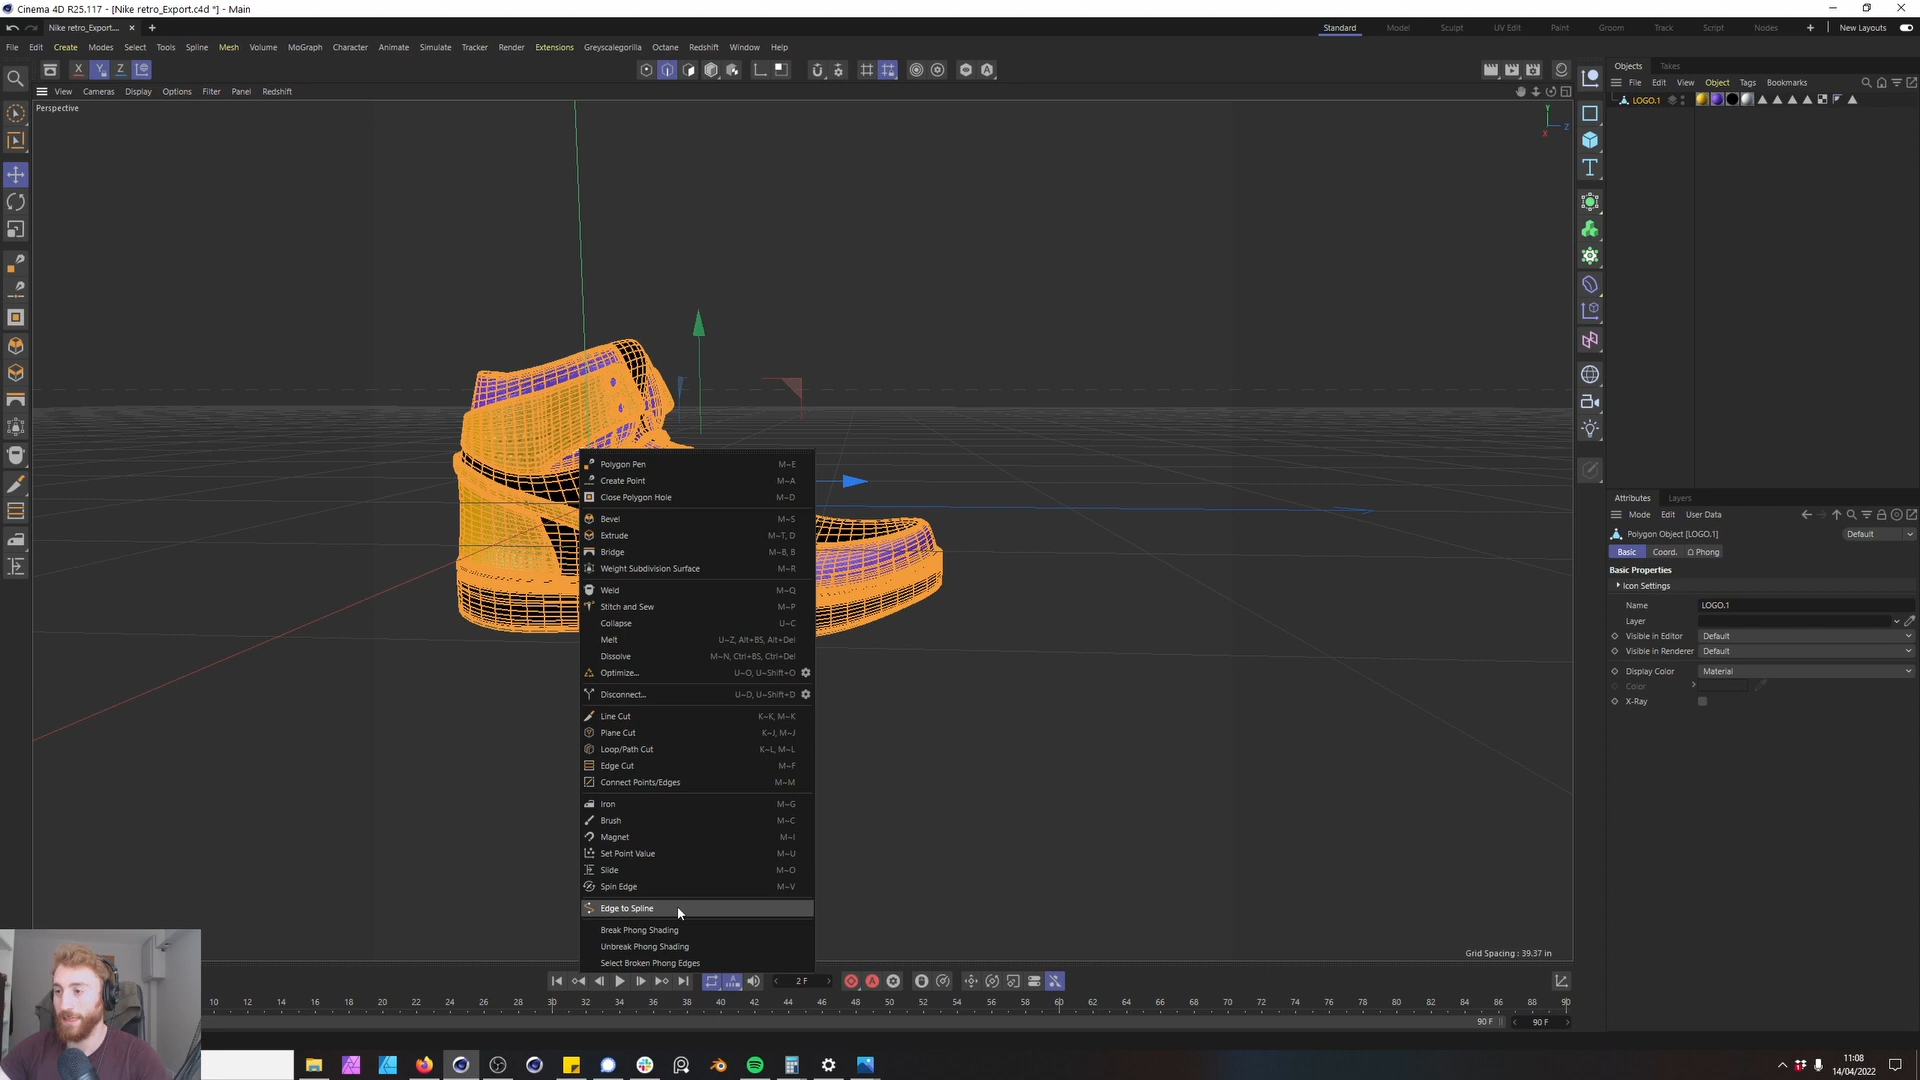 Cinema 4D R25.117 - [Nike retro_Export.c4d *] - Main
Nike retro_Export....
Standard
Model
Sculpt
UV Edit
Paint
Groom
Track
Script
Nodes
New Layouts
File Edit Create Modes Select Tools Spline Mesh Volume MoGraph Character Animate Simulate Tracker Render Extensions Greyscalegorilla Octane Redshift Window Help
X Y Z
View Cameras Display Options Filter Panel Redshift
Perspective
Y
Z
X
Objects Takes
File Edit View Object Tags Bookmarks
LOGO.1
Polygon Pen M~E
Create Point M~A
Close Polygon Hole M~D
Bevel M~S
Extrude M~T, D
Bridge M~B, B
Weight Subdivision Surface M~R
Weld M~Q
Stitch and Sew M~P
Collapse U~C
Melt U~Z, Alt+BS, Alt+Del
Dissolve M~N, Ctrl+BS, Ctrl+Del
Optimize... U~O, U~Shift+O
Disconnect... U~D, U~Shift+D
Line Cut K~K, M~K
Plane Cut K~J, M~J
Loop/Path Cut K~L, M~L
Edge Cut M~F
Connect Points/Edges M~M
Iron M~G
Brush M~C
Magnet M~I
Set Point Value M~U
Slide M~O
Spin Edge M~V
Edge to Spline
Break Phong Shading
Unbreak Phong Shading
Select Broken Phong Edges
Attributes Layers
Mode Edit User Data
Polygon Object [LOGO.1]
Default
Basic Coord. Phong
Basic Properties
Icon Settings
Name LOGO.1
Layer
Visible in Editor Default
Visible in Renderer Default
Display Color Material
Color
X-Ray
Grid Spacing : 39.37 in
2 F
10 12 14 16 18 20 22 24 26 28 30 32 34 36 38 40 42 44 46 48 50 52 54 56 58 60 62 64 66 68 70 72 74 76 78 80 82 84 86 88 90
90 F
90 F
11:08
14/04/2022